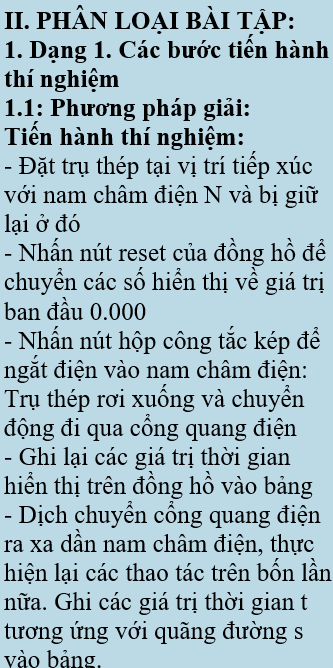 II. PHÂN LOẠI BÀI TẬP:
1. Dạng 1. Các bước tiến hành
thí nghiệm
1.1: Phương pháp giải:
Tiến hành thí nghiệm:
- Đặt trụ thép tại vị trí tiếp xúc
với nam châm điện N và bị giữ
lại ở đó
- Nhấn nút reset của đồng hồ để
chuyển các số hiển thị về giá trị
ban đầu 0.000
- Nhấn nút hộp công tắc kép để
ngắt điện vào nam châm điện:
Trụ thép rơi xuống và chuyển
động đi qua cổng quang điện
- Ghi lại các giá trị thời gian
hiển thị trên đồng hồ vào bảng
- Dịch chuyển cổng quang điện
ra xa dần nam châm điện, thực
hiện lại các thao tác trên bốn lần
nữa. Ghi các giá trị thời gian t
tương ứng với quãng đường s
vào bảng.